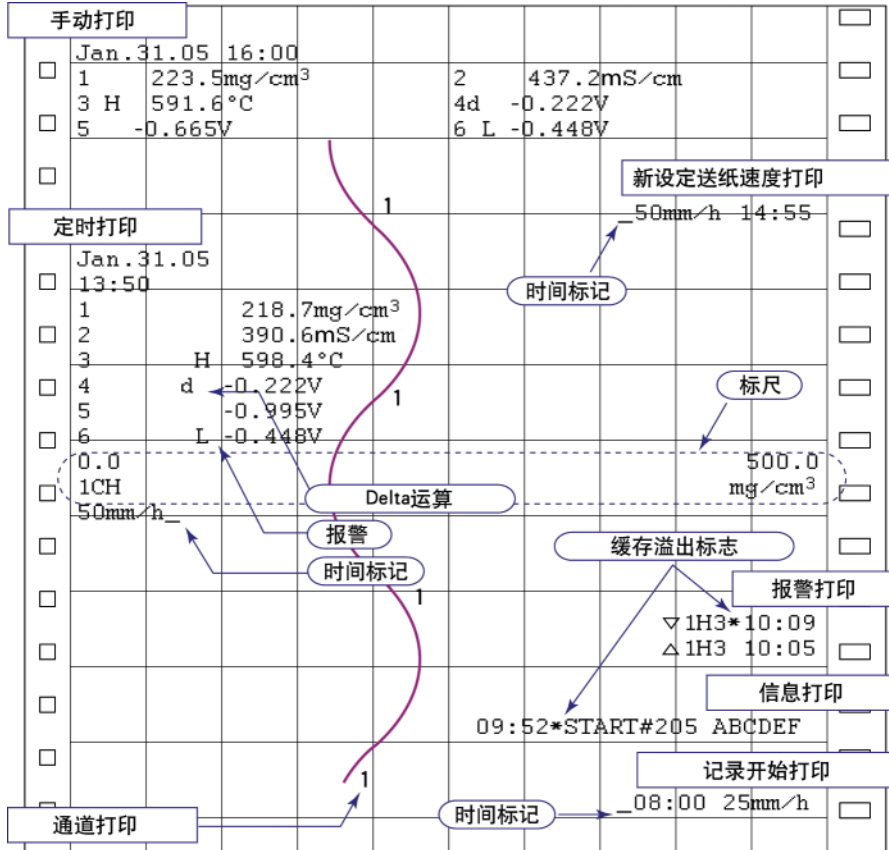 手动打印
Jan.31.05 16:00
1 223.5mg/cm³ 2 437.2mS/cm
3 H 591.6°C 4d -0.222V
5 -0.665V 6 L -0.448V
新设定送纸速度打印
1
_50mm/h 14:55
定时打印
Jan.31.05
13:50
时间标记
1 218.7mg/cm³
2 390.6mS/cm
3 H 598.4°C
4 d -0.222V
标尺
5 -0.995V
1
6 L -0.448V
0.0 500.0
1CH mg/cm³
Delta运算
50mm/h_
报警
缓存溢出标志
时间标记
报警打印
1
▽1H3*10:09
△1H3 10:05
信息打印
09:52*START#205 ABCDEF
记录开始打印
1
_08:00 25mm/h
时间标记
通道打印